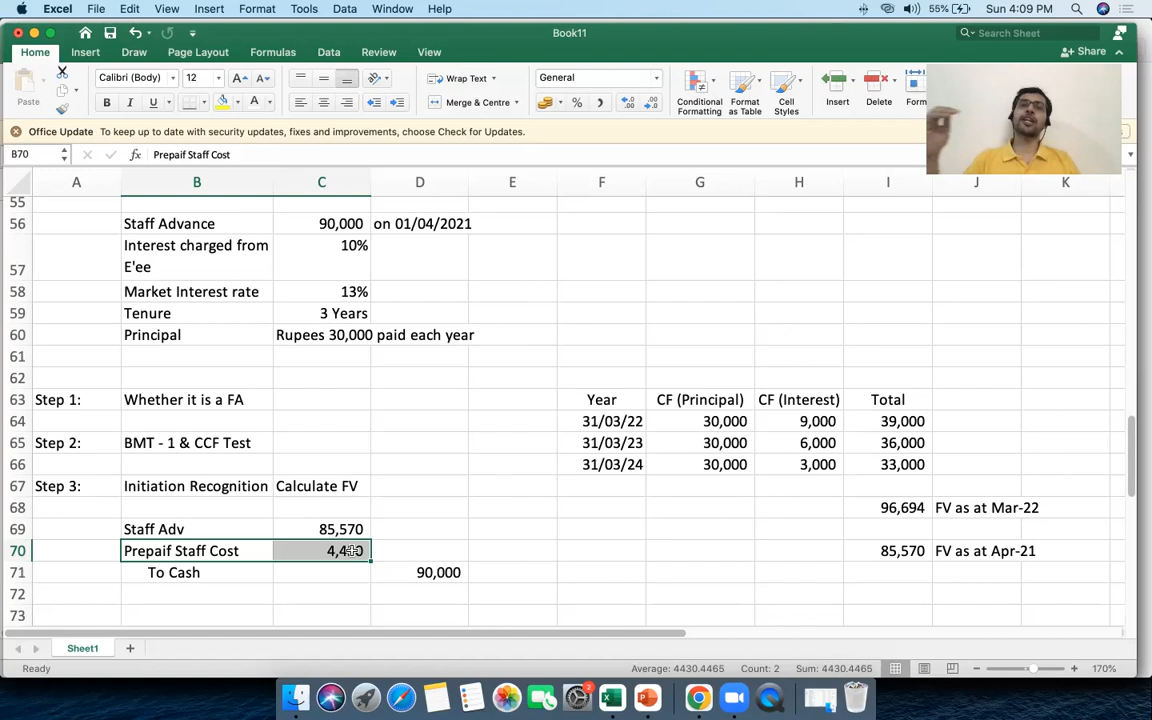 Excel File Edit View Insert Format Tools Data Window Help 55% Sun 4:09 PM
Book11 Search Sheet
Home Insert Draw Page Layout Formulas Data Review View Share
Paste Calibri (Body) 12 A A Wrap Text General
B I U A Merge & Centre % Conditional Formatting Format as Table Cell Styles Insert Delete Form
Office Update To keep up to date with security updates, fixes and improvements, choose Check for Updates.
B70 fx Prepaif Staff Cost
A B C D E F G H I J K
55
56 Staff Advance 90,000 on 01/04/2021
57 Interest charged from E'ee 10%
58 Market Interest rate 13%
59 Tenure 3 Years
60 Principal Rupees 30,000 paid each year
61
62
63 Step 1: Whether it is a FA Year CF (Principal) CF (Interest) Total
64 31/03/22 30,000 9,000 39,000
65 Step 2: BMT - 1 & CCF Test 31/03/23 30,000 6,000 36,000
66 31/03/24 30,000 3,000 33,000
67 Step 3: Initiation Recognition Calculate FV
68 96,694 FV as at Mar-22
69 Staff Adv 85,570
70 Prepaif Staff Cost 85,570 FV as at Apr-21
71 To Cash 90,000
72
73
Sheet1
Ready Average: 4430.4465 Count: 2 Sum: 4430.4465 170%